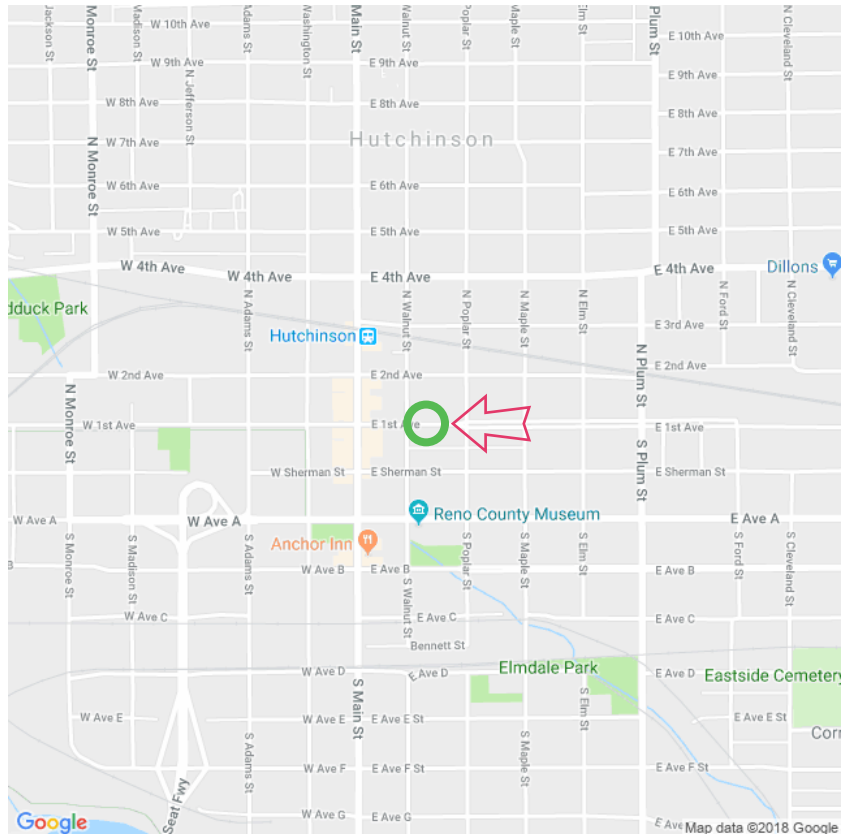 Jackson St
N Monroe St
Madison St
Adams St
Washington St
Main St
Walnut St
Poplar St
Maple St
Elm St
Plum St
N Cleveland St
W 10th Ave
E 10th Ave
W 9th Ave
E 9th Ave
E 9th Ave
N Jefferson St
W 8th Ave
E 8th Ave
E 8th Ave
N Monroe St
W 7th Ave
Hutchinson
E 7th Ave
W 6th Ave
E 6th Ave
E 6th Ave
W 5th Ave
E 5th Ave
E 5th Ave
W 4th Ave
W 4th Ave
E 4th Ave
E 4th Ave
Dillons
dduck Park
N Adams St
N Walnut St
N Poplar St
N Maple St
N Elm St
N Ford St
N Cleveland St
Hutchinson
E 3rd Ave
N Plum St
W 2nd Ave
E 2nd Ave
E 2nd Ave
N Monroe St
W 1st Ave
E 1st Ave
E 1st Ave
S Plum St
W Sherman St
E Sherman St
E Sherman St
W Ave A
W Ave A
Reno County Museum
E Ave A
Anchor Inn
S Monroe St
S Madison St
S Adams St
S Poplar St
S Maple St
S Elm St
S Ford St
S Cleveland St
B
W Ave B
E Ave B
E Ave B
S Walnut St
W Ave C
E Ave C
E Ave C
Bennett St
W Ave D
E Ave D
Elmdale Park
E Ave D
Eastside Cemetery
S Main St
S Elm St
W Ave E
W Ave E
E Ave E St
E Ave E St
Corr
S Adams St
S Maple St
W Ave F
E Ave F St
E Ave F St
Seat Fwy
W Ave G
E Ave G
Google
E Ave
Map data ©2018 Google